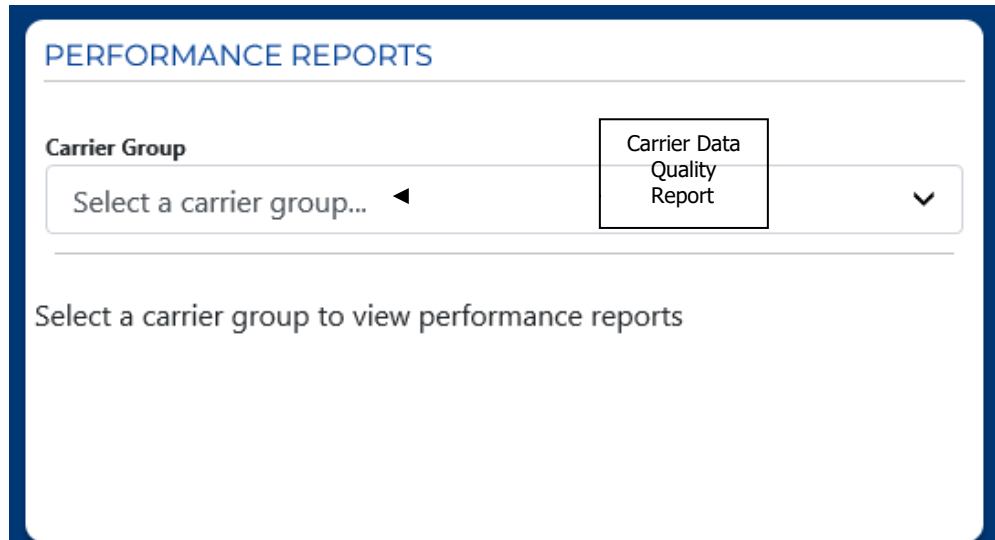 PERFORMANCE REPORTS
Carrier Group
Carrier Data
Quality
Report
Select a carrier group...
Select a carrier group to view performance reports